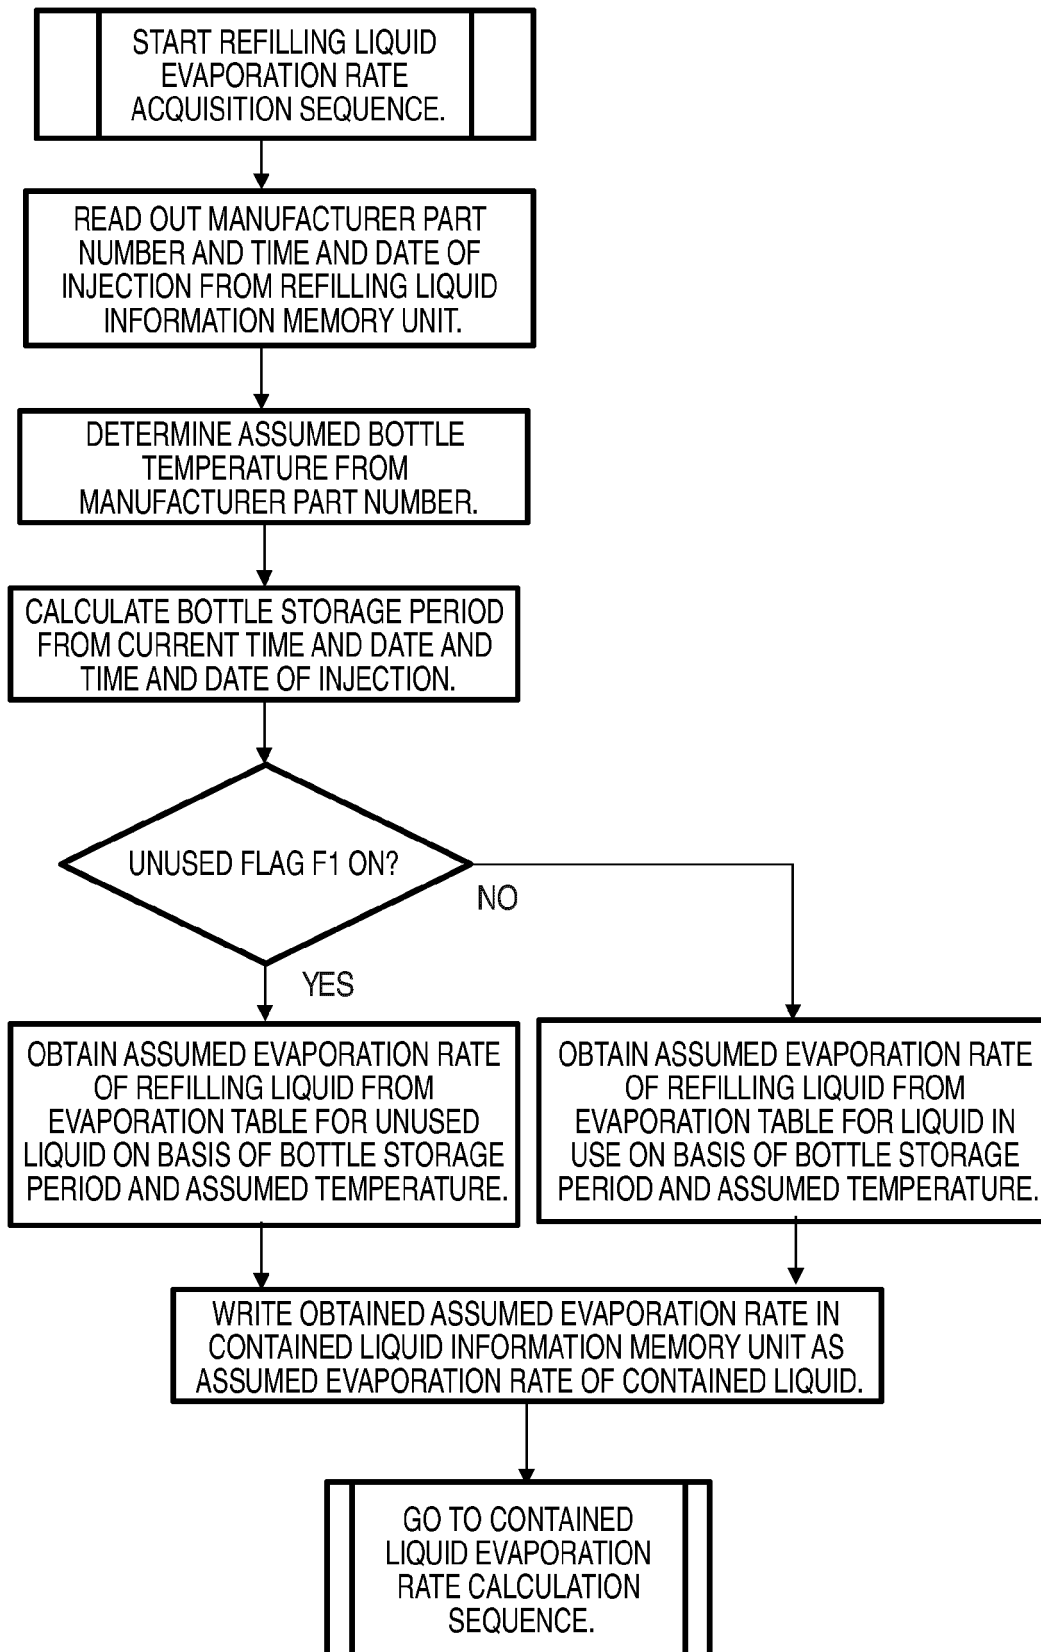 START REFILLING LIQUID
EVAPORATION RATE
ACQUISITION SEQUENCE.
READ OUT MANUFACTURER PART
NUMBER AND TIME AND DATE OF
INJECTION FROM REFILLING LIQUID
INFORMATION MEMORY UNIT.
DETERMINE ASSUMED BOTTLE
TEMPERATURE FROM
MANUFACTURER PART NUMBER.
CALCULATE BOTTLE STORAGE PERIOD
FROM CURRENT TIME AND DATE AND
TIME AND DATE OF INJECTION.
UNUSED FLAG F1 ON?
NO
YES
OBTAIN ASSUMED EVAPORATION RATE
OF REFILLING LIQUID FROM
EVAPORATION TABLE FOR UNUSED
LIQUID ON BASIS OF BOTTLE STORAGE
PERIOD AND ASSUMED TEMPERATURE.
OBTAIN ASSUMED EVAPORATION RATE
OF REFILLING LIQUID FROM
EVAPORATION TABLE FOR LIQUID IN
USE ON BASIS OF BOTTLE STORAGE
PERIOD AND ASSUMED TEMPERATURE.
WRITE OBTAINED ASSUMED EVAPORATION RATE IN
CONTAINED LIQUID INFORMATION MEMORY UNIT AS
ASSUMED EVAPORATION RATE OF CONTAINED LIQUID.
GO TO CONTAINED
LIQUID EVAPORATION
RATE CALCULATION
SEQUENCE.